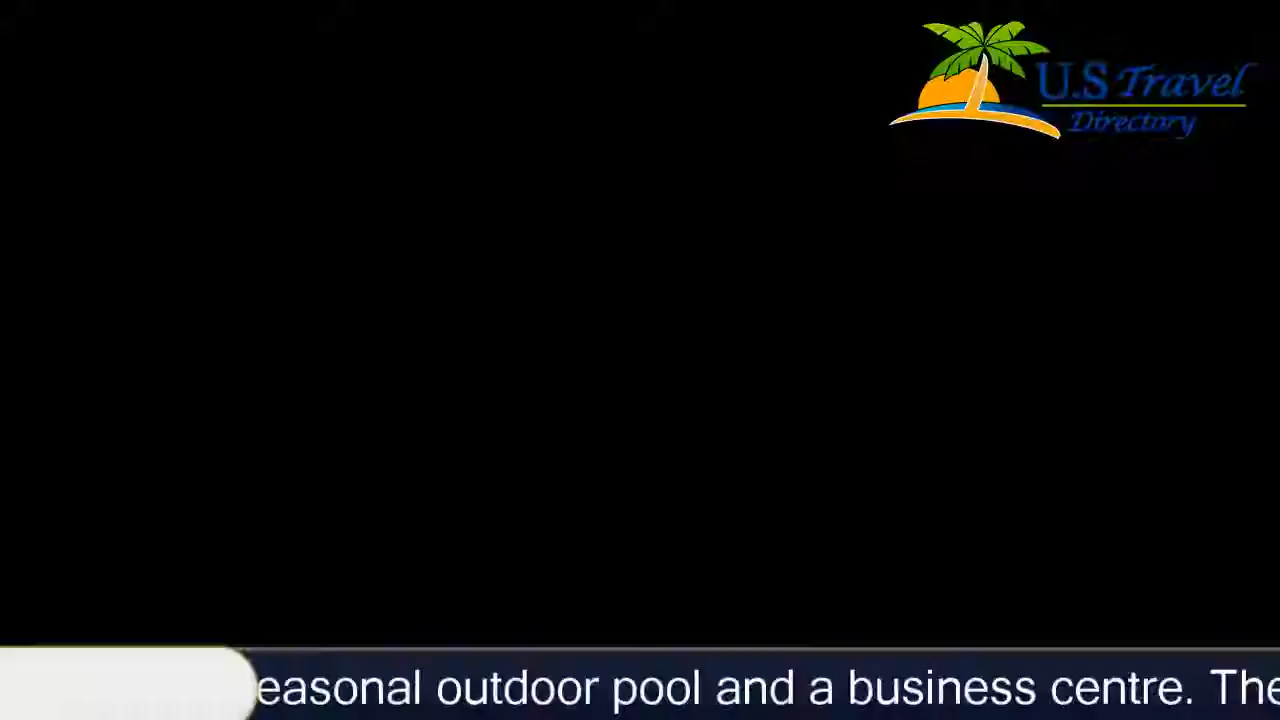 U.S Travel
Directory
easonal outdoor pool and a business centre. The